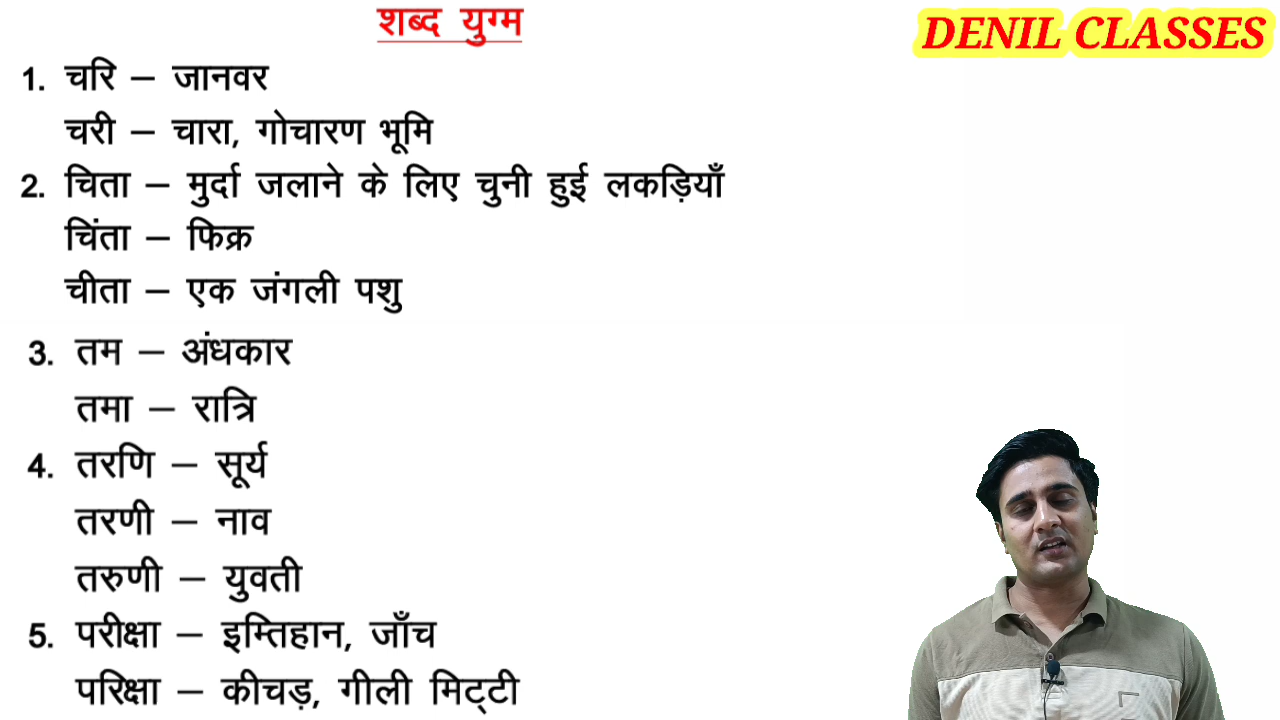 शब्द युग्म
DENIL CLASSES
1. चरि – जानवर
चरी – चारा, गोचारण भूमि
2. चिता – मुर्दा जलाने के लिए चुनी हुई लकड़ियाँ
चिंता – फिक्र
चीता – एक जंगली पशु
3. तम – अंधकार
तमा – रात्रि
4. तरणि – सूर्य
तरणी – नाव
तरुणी – युवती
5. परीक्षा – इम्तिहान, जाँच
परिक्षा – कीचड़, गीली मिट्टी